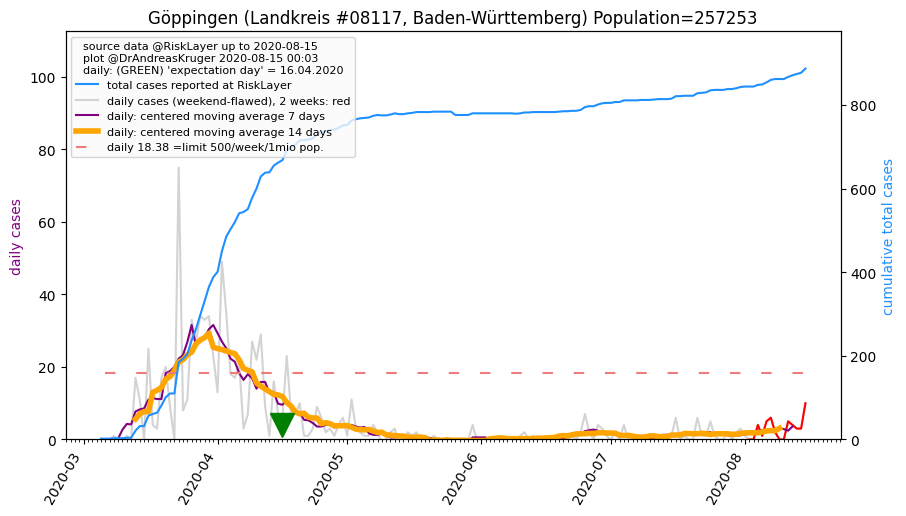 Göppingen (Landkreis #08117, Baden-Württemberg) Population=257253
source data @RiskLayer up to 2020-08-15
plot @DrAndreasKruger 2020-08-15 00:03
daily: (GREEN) 'expectation day' = 16.04.2020
total cases reported at RiskLayer
daily cases (weekend-flawed), 2 weeks: red
daily: centered moving average 7 days
daily: centered moving average 14 days
daily 18.38 =limit 500/week/1mio pop.
daily cases
100
80
60
40
20
0
cumulative total cases
800
600
400
200
0
2020-03
2020-04
2020-05
2020-06
2020-07
2020-08